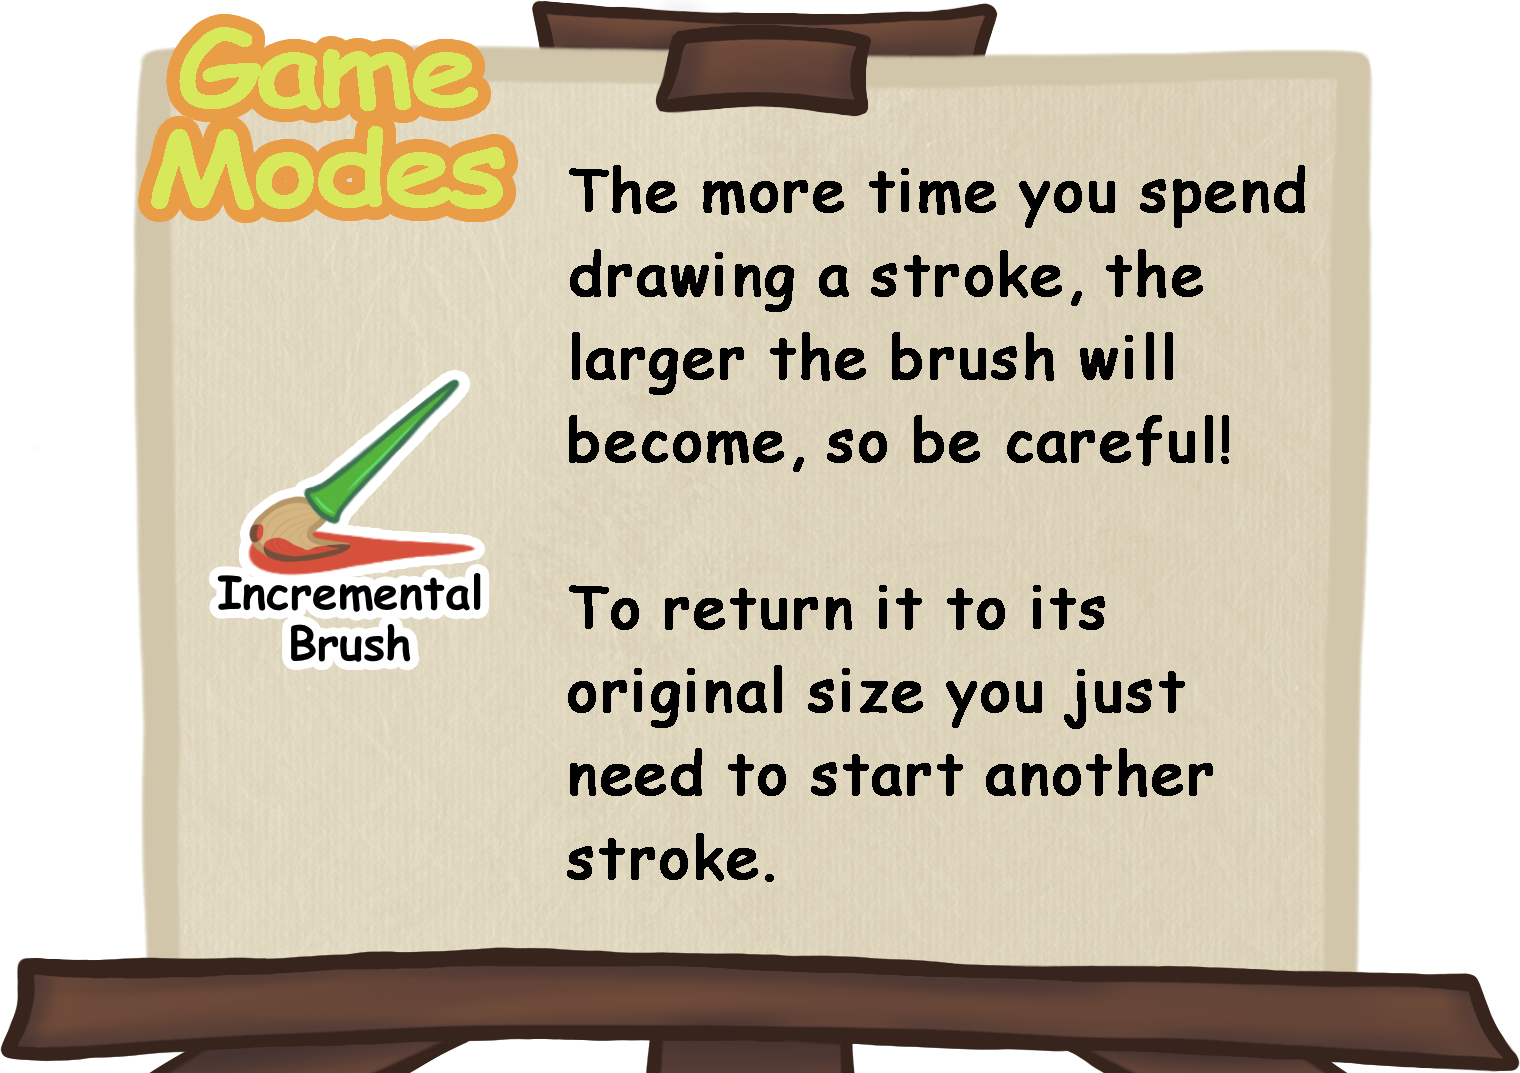 Game
Modes
The more time you spend
drawing a stroke, the
larger the brush will
become, so be careful!
To return it to its
original size you just
need to start another
stroke.
Incremental
Brush